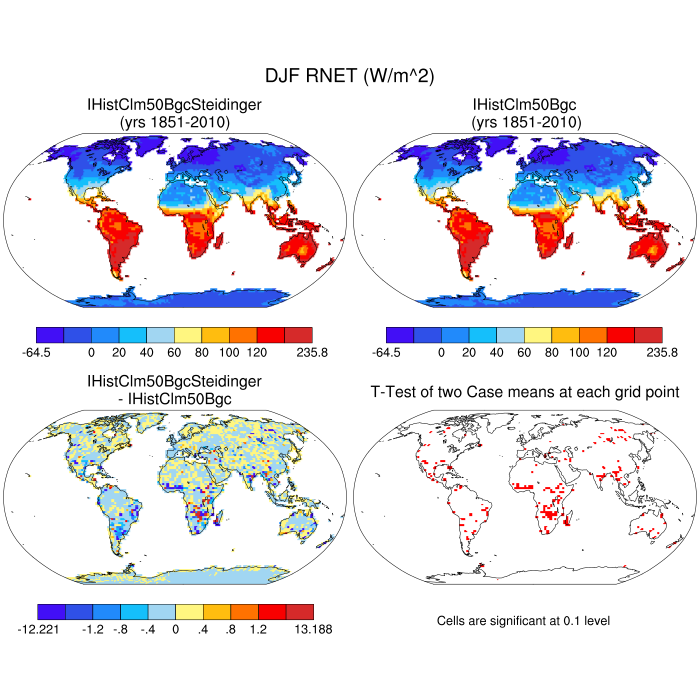 DJF RNET (W/m^2)
IHistClm50BgcSteidinger
(yrs 1851-2010)
IHistClm50Bgc
(yrs 1851-2010)
-64.5 0 20 40 60 80 100 120 235.8
-64.5 0 20 40 60 80 100 120 235.8
IHistClm50BgcSteidinger
- IHistClm50Bgc
T-Test of two Case means at each grid point
-12.221 -1.2 -.8 -.4 0 .4 .8 1.2 13.188
Cells are significant at 0.1 level